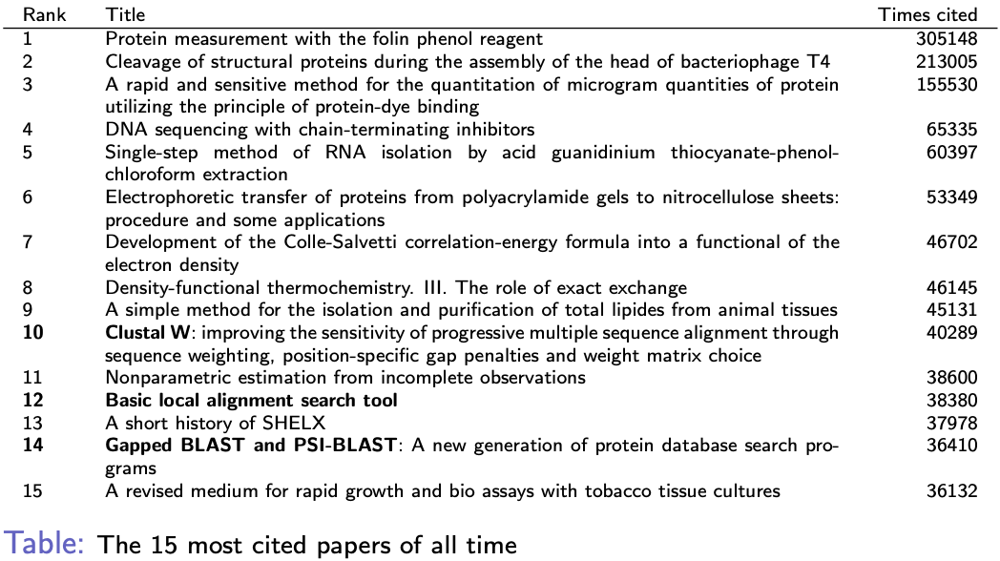 Rank Title Times cited
1 Protein measurement with the folin phenol reagent 305148
2 Cleavage of structural proteins during the assembly of the head of bacteriophage T4 213005
3 A rapid and sensitive method for the quantitation of microgram quantities of protein 155530
utilizing the principle of protein-dye binding
4 DNA sequencing with chain-terminating inhibitors 65335
5 Single-step method of RNA isolation by acid guanidinium thiocyanate-phenol- 60397
chloroform extraction
6 Electrophoretic transfer of proteins from polyacrylamide gels to nitrocellulose sheets: 53349
procedure and some applications
7 Development of the Colle-Salvetti correlation-energy formula into a functional of the 46702
electron density
8 Density-functional thermochemistry. III. The role of exact exchange 46145
9 A simple method for the isolation and purification of total lipides from animal tissues 45131
10 Clustal W: improving the sensitivity of progressive multiple sequence alignment through 40289
sequence weighting, position-specific gap penalties and weight matrix choice
11 Nonparametric estimation from incomplete observations 38600
12 Basic local alignment search tool 38380
13 A short history of SHELX 37978
14 Gapped BLAST and PSI-BLAST: A new generation of protein database search pro- 36410
grams
15 A revised medium for rapid growth and bio assays with tobacco tissue cultures 36132
Table: The 15 most cited papers of all time